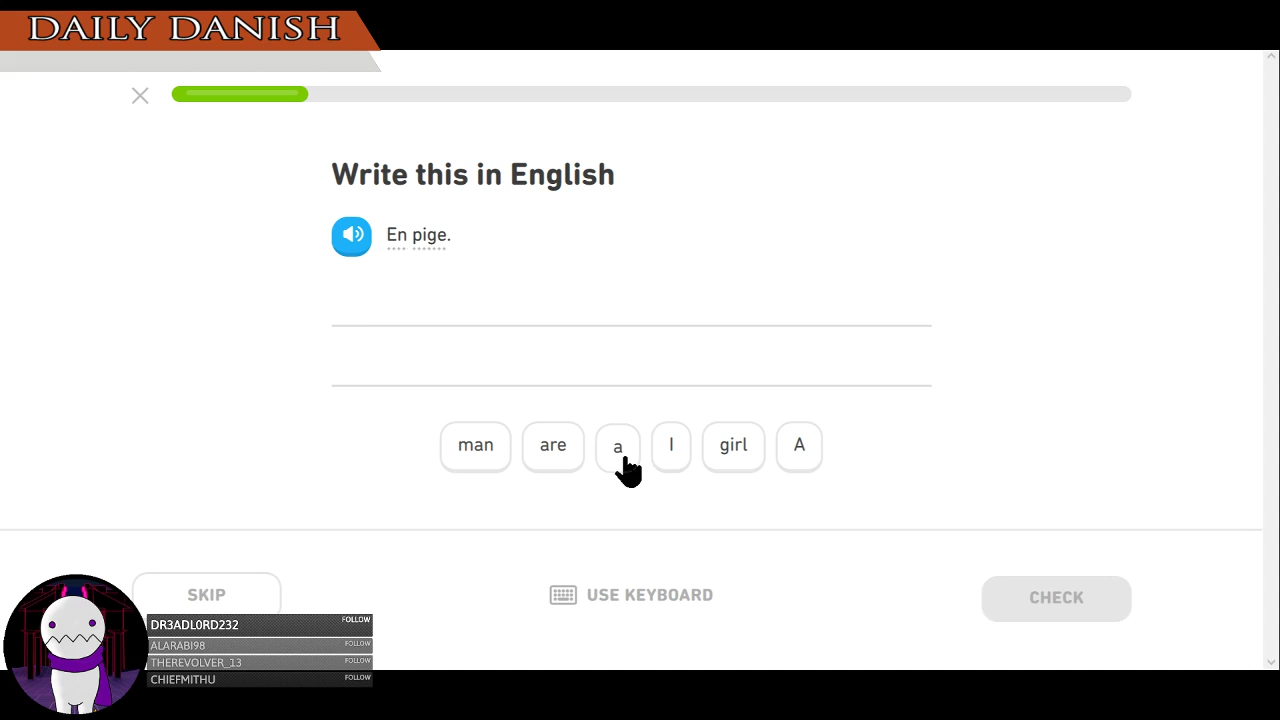 DAILY DANISH
Write this in English
En pige.
man are a I girl A
SKIP
USE KEYBOARD
CHECK
DR3ADL0RD232 FOLLOW
ALARABI98 FOLLOW
THEREVOLVER_13 FOLLOW
CHIEFMITHU FOLLOW